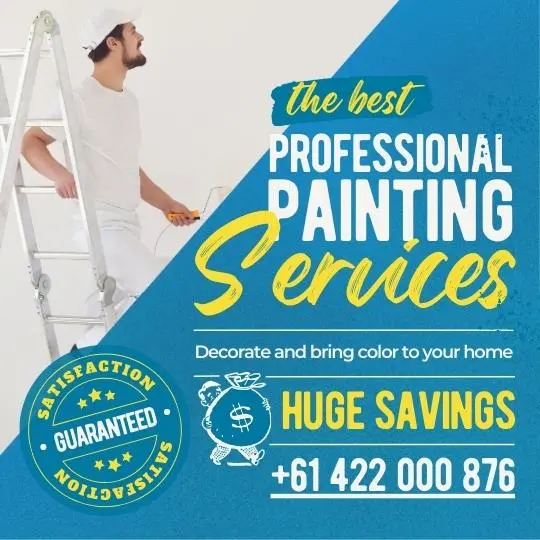 the best
PROFESSIONAL
PAINTING
Services
Decorate and bring color to your home
$
HUGE SAVINGS
+61 422 000 876
SATISFACTION
GUARANTEED
SATISFACTION